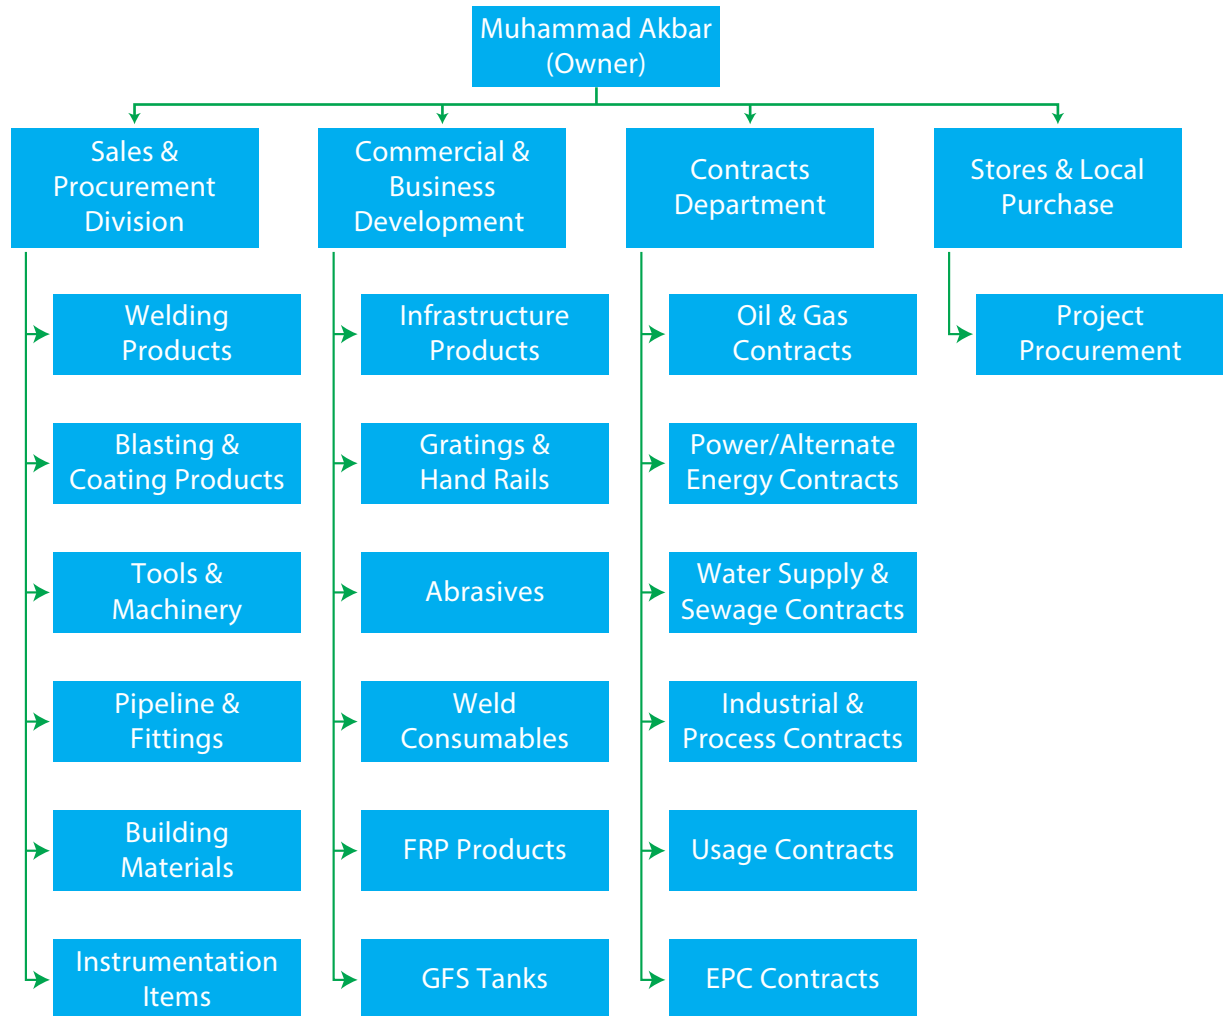 Muhammad Akbar
(Owner)
Sales &
Procurement
Division
Welding
Products
Blasting &
Coating Products
Tools &
Machinery
Pipeline &
Fittings
Building
Materials
Instrumentation
Items
Commercial &
Business
Development
Infrastructure
Products
Gratings &
Hand Rails
Abrasives
Weld
Consumables
FRP Products
GFS Tanks
Contracts
Department
Oil & Gas
Contracts
Power/Alternate
Energy Contracts
Water Supply &
Sewage Contracts
Industrial &
Process Contracts
Usage Contracts
EPC Contracts
Stores & Local
Purchase
Project
Procurement